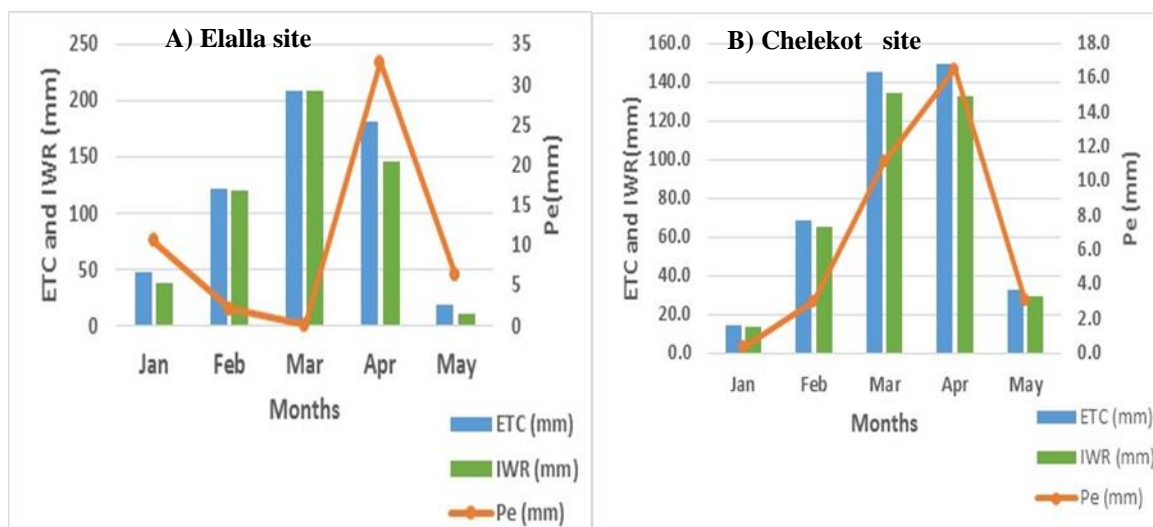 A) Elalla site
ETC and IWR (mm)
250
200
150
100
50
0
35
30
25
20
15
10
5
0
Pe(mm)
Jan Feb Mar Apr May
Months
ETC (mm)
IWR (mm)
Pe (mm)
B) Chelekot site
ETC and IWR(mm)
160.0
140.0
120.0
100.0
80.0
60.0
40.0
20.0
0.0
18.0
16.0
14.0
12.0
10.0
8.0
6.0
4.0
2.0
0.0
Pe (mm)
Jan Feb Mar Apr May
Months
ETC (mm)
IWR (mm)
Pe (mm)